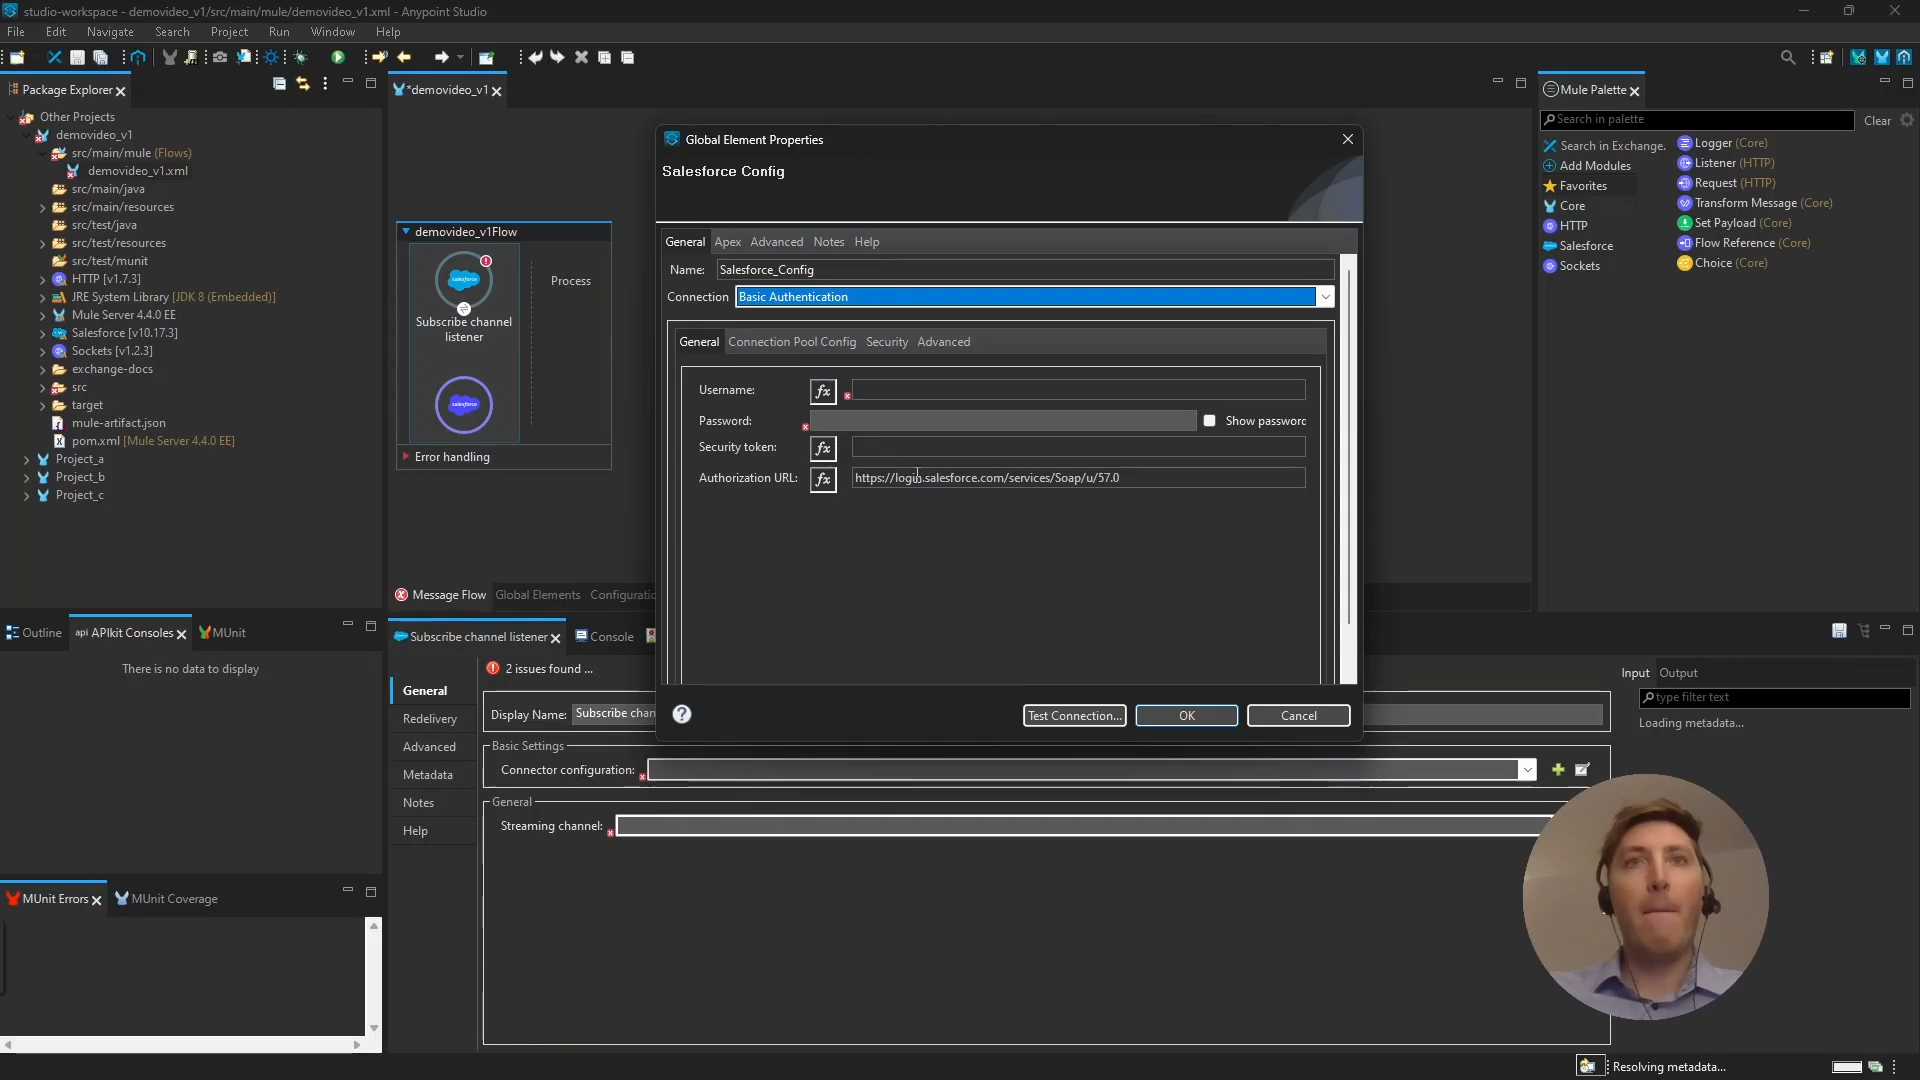 studio-workspace - demovideo_v1/src/main/mule/demovideo_v1.xml - Anypoint Studio
File Edit Navigate Search Project Run Window Help
Package Explorer
*demovideo_v1
Mule Palette
Other Projects
demovideo_v1
src/main/mule (Flows)
demovideo_v1.xml
src/main/java
src/main/resources
src/test/java
src/test/resources
src/test/munit
HTTP [v1.7.3]
JRE System Library [JDK 8 (Embedded)]
Mule Server 4.4.0 EE
Salesforce [v10.17.3]
Sockets [v1.2.3]
exchange-docs
src
target
mule-artifact.json
pom.xml [Mule Server 4.4.0 EE]
Project_a
Project_b
Project_c
demovideo_v1Flow
salesforce
Subscribe channel
listener
Process
salesforce
Error handling
Message Flow Global Elements
Global Element Properties
Salesforce Config
General Apex Advanced Notes Help
Name: Salesforce_Config
Connection Basic Authentication
General Connection Pool Config Security Advanced
Username: fx
Password: Show password
Security token: fx
Authorization URL: fx https://login.salesforce.com/services/Soap/u/57.0
Test Connection... OK Cancel
Search in palette Clear
Search in Exchange.
Add Modules
Favorites
Core
HTTP
Salesforce
Sockets
Logger (Core)
Listener (HTTP)
Request (HTTP)
Transform Message (Core)
Set Payload (Core)
Flow Reference (Core)
Choice (Core)
Outline api APIkit Consoles MUnit
There is no data to display
MUnit Errors MUnit Coverage
Subscribe channel listener Console
2 issues found ...
General
Redelivery
Advanced
Metadata
Notes
Help
Display Name: Subscribe chan
Basic Settings
Connector configuration:
General
Streaming channel:
Input Output
type filter text
Loading metadata...
Resolving metadata...